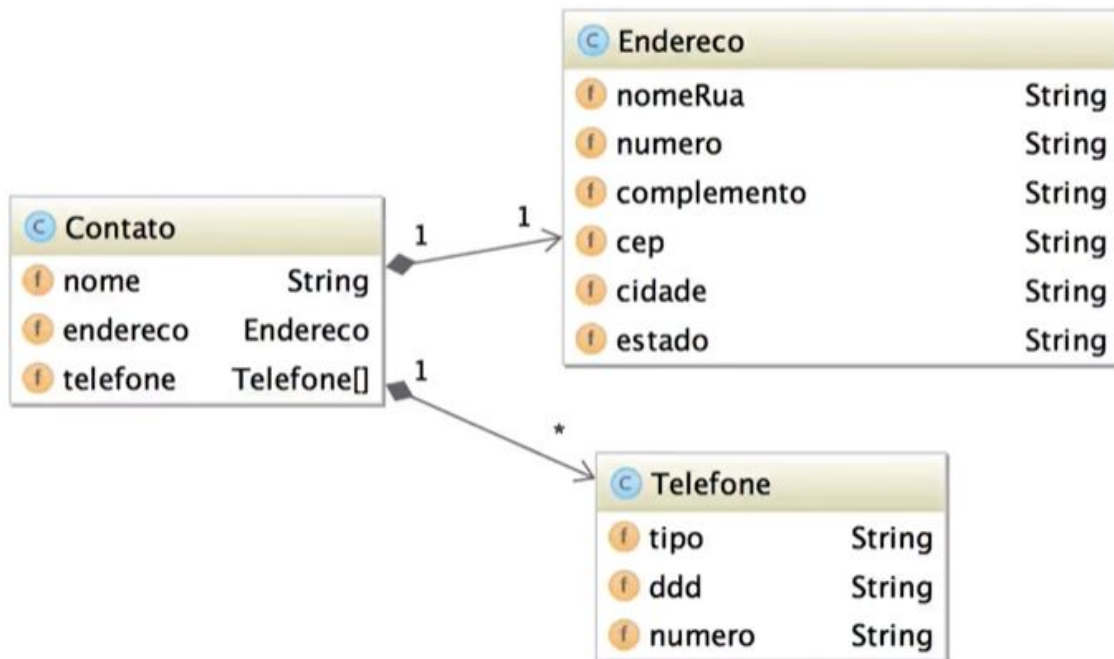 C Contato
f nome String
f endereco Endereco
f telefone Telefone[]
1
1
1
*
C Endereco
f nomeRua String
f numero String
f complemento String
f cep String
f cidade String
f estado String
C Telefone
f tipo String
f ddd String
f numero String